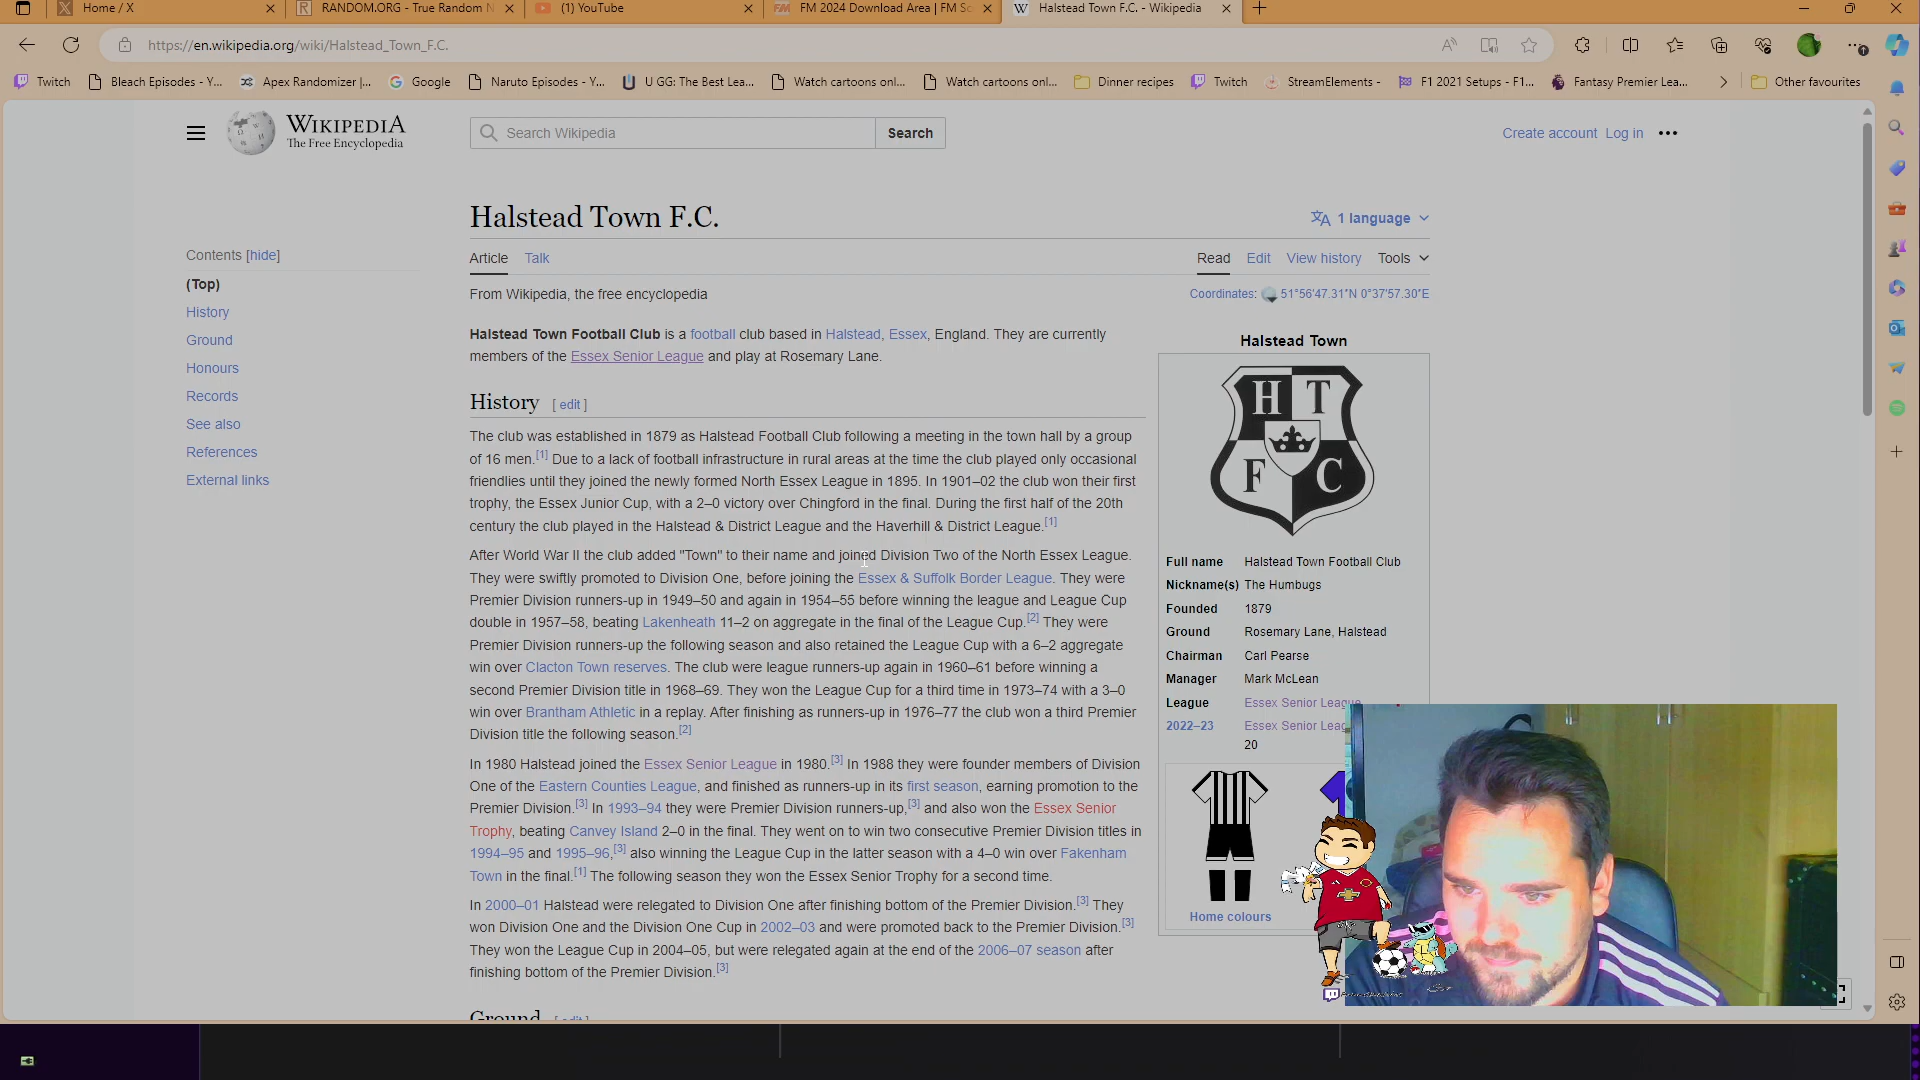 Home / X
RANDOM.ORG - True Random N
(1) YouTube
FM 2024 Download Area | FM Sc
Halstead Town F.C. - Wikipedia
https://en.wikipedia.org/wiki/Halstead_Town_F.C.
Twitch
Bleach Episodes - Y...
Apex Randomizer |...
Google
Naruto Episodes - Y...
U GG: The Best Lea...
Watch cartoons onl...
Watch cartoons onl...
Dinner recipes
Twitch
StreamElements -
F1 2021 Setups - F1...
Fantasy Premier Lea...
Other favourites
WIKIPEDIA
The Free Encyclopedia
Search Wikipedia
Search
Create account
Log in
Halstead Town F.C.
1 language
Contents [hide]
(Top)
History
Ground
Honours
Records
See also
References
External links
Article
Talk
Read
Edit
View history
Tools
From Wikipedia, the free encyclopedia
Coordinates: 51°56′47.31″N 0°37′57.30″E
Halstead Town Football Club is a football club based in Halstead, Essex, England. They are currently
members of the Essex Senior League and play at Rosemary Lane.
History [ edit ]
The club was established in 1879 as Halstead Football Club following a meeting in the town hall by a group
of 16 men.[1] Due to a lack of football infrastructure in rural areas at the time the club played only occasional
friendlies until they joined the newly formed North Essex League in 1895. In 1901–02 the club won their first
trophy, the Essex Junior Cup, with a 2–0 victory over Chingford in the final. During the first half of the 20th
century the club played in the Halstead & District League and the Haverhill & District League.[1]
After World War II the club added "Town" to their name and joined Division Two of the North Essex League.
They were swiftly promoted to Division One, before joining the Essex & Suffolk Border League. They were
Premier Division runners-up in 1949–50 and again in 1954–55 before winning the league and League Cup
double in 1957–58, beating Lakenheath 11–2 on aggregate in the final of the League Cup.[2] They were
Premier Division runners-up the following season and also retained the League Cup with a 6–2 aggregate
win over Clacton Town reserves. The club were league runners-up again in 1960–61 before winning a
second Premier Division title in 1968–69. They won the League Cup for a third time in 1973–74 with a 3–0
win over Brantham Athletic in a replay. After finishing as runners-up in 1976–77 the club won a third Premier
Division title the following season.[2]
In 1980 Halstead joined the Essex Senior League in 1980.[3] In 1988 they were founder members of Division
One of the Eastern Counties League, and finished as runners-up in its first season, earning promotion to the
Premier Division.[3] In 1993–94 they were Premier Division runners-up,[3] and also won the Essex Senior
Trophy, beating Canvey Island 2–0 in the final. They went on to win two consecutive Premier Division titles in
1994–95 and 1995–96,[3] also winning the League Cup in the latter season with a 4–0 win over Fakenham
Town in the final.[1] The following season they won the Essex Senior Trophy for a second time.
In 2000–01 Halstead were relegated to Division One after finishing bottom of the Premier Division.[3] They
won Division One and the Division One Cup in 2002–03 and were promoted back to the Premier Division.[3]
They won the League Cup in 2004–05, but were relegated again at the end of the 2006–07 season after
finishing bottom of the Premier Division.[3]
Ground [ edit ]
Halstead Town
H T
F C
Full name Halstead Town Football Club
Nickname(s) The Humbugs
Founded 1879
Ground Rosemary Lane, Halstead
Chairman Carl Pearse
Manager Mark McLean
League Essex Senior League
2022–23 Essex Senior Leag
20
Home colours